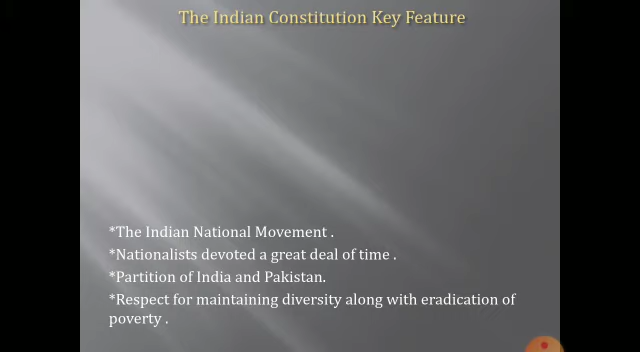 The Indian Constitution Key Feature
*The Indian National Movement .
*Nationalists devoted a great deal of time .
*Partition of India and Pakistan.
*Respect for maintaining diversity along with eradication of
poverty .